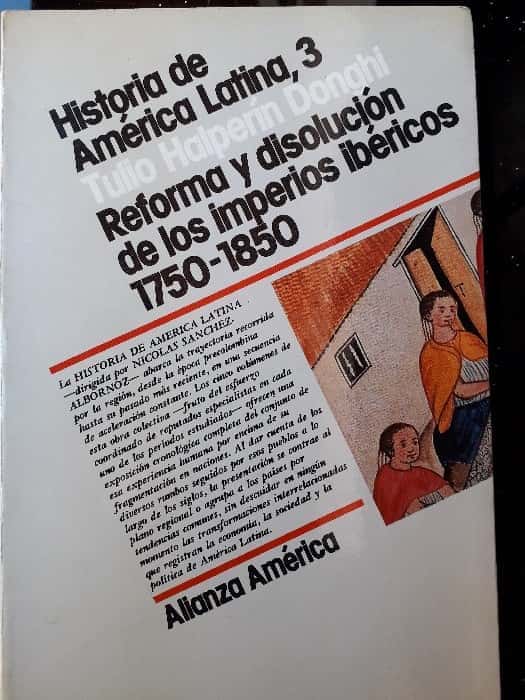 Historia de
América Latina, 3
Tulio Halperín Donghi
Reforma y disolución
de los imperios ibéricos
1750-1850
La HISTORIA DE AMERICA LATINA
—dirigida por NICOLAS SANCHEZ-
ALBORNOZ— abarca la trayectoria recorrida
por la región, desde la época precolombina
hasta su pasado más reciente, en una secuencia
de aceleración constante. Los cinco volúmenes de
esta obra colectiva —fruto del esfuerzo
coordinado de reputados especialistas en cada
uno de los periodos estudiados— ofrecen una
exposición cronológica completa del conjunto de
esa experiencia humana por encima de su
fragmentación en naciones. Al dar cuenta de los
diversos rumbos seguidos por esos pueblos a lo
largo de los siglos, la presentación se contrae al
plano regional o agrupa a los países por
tendencias comunes, sin descuidar en ningún
momento las transformaciones interrelacionadas
que registran la economía, la sociedad y la
política de América Latina.
Alianza América